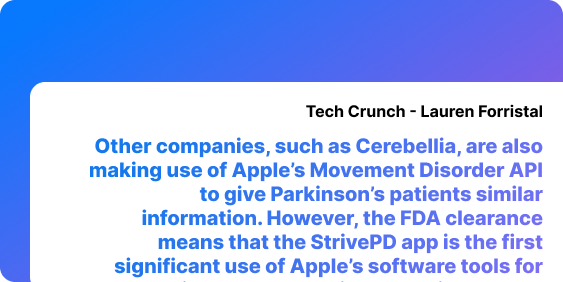 Tech Crunch - Lauren Forristal
Other companies, such as Cerebellia, are also
making use of Apple’s Movement Disorder API
to give Parkinson’s patients similar
information. However, the FDA clearance
means that the StrivePD app is the first
significant use of Apple’s software tools for